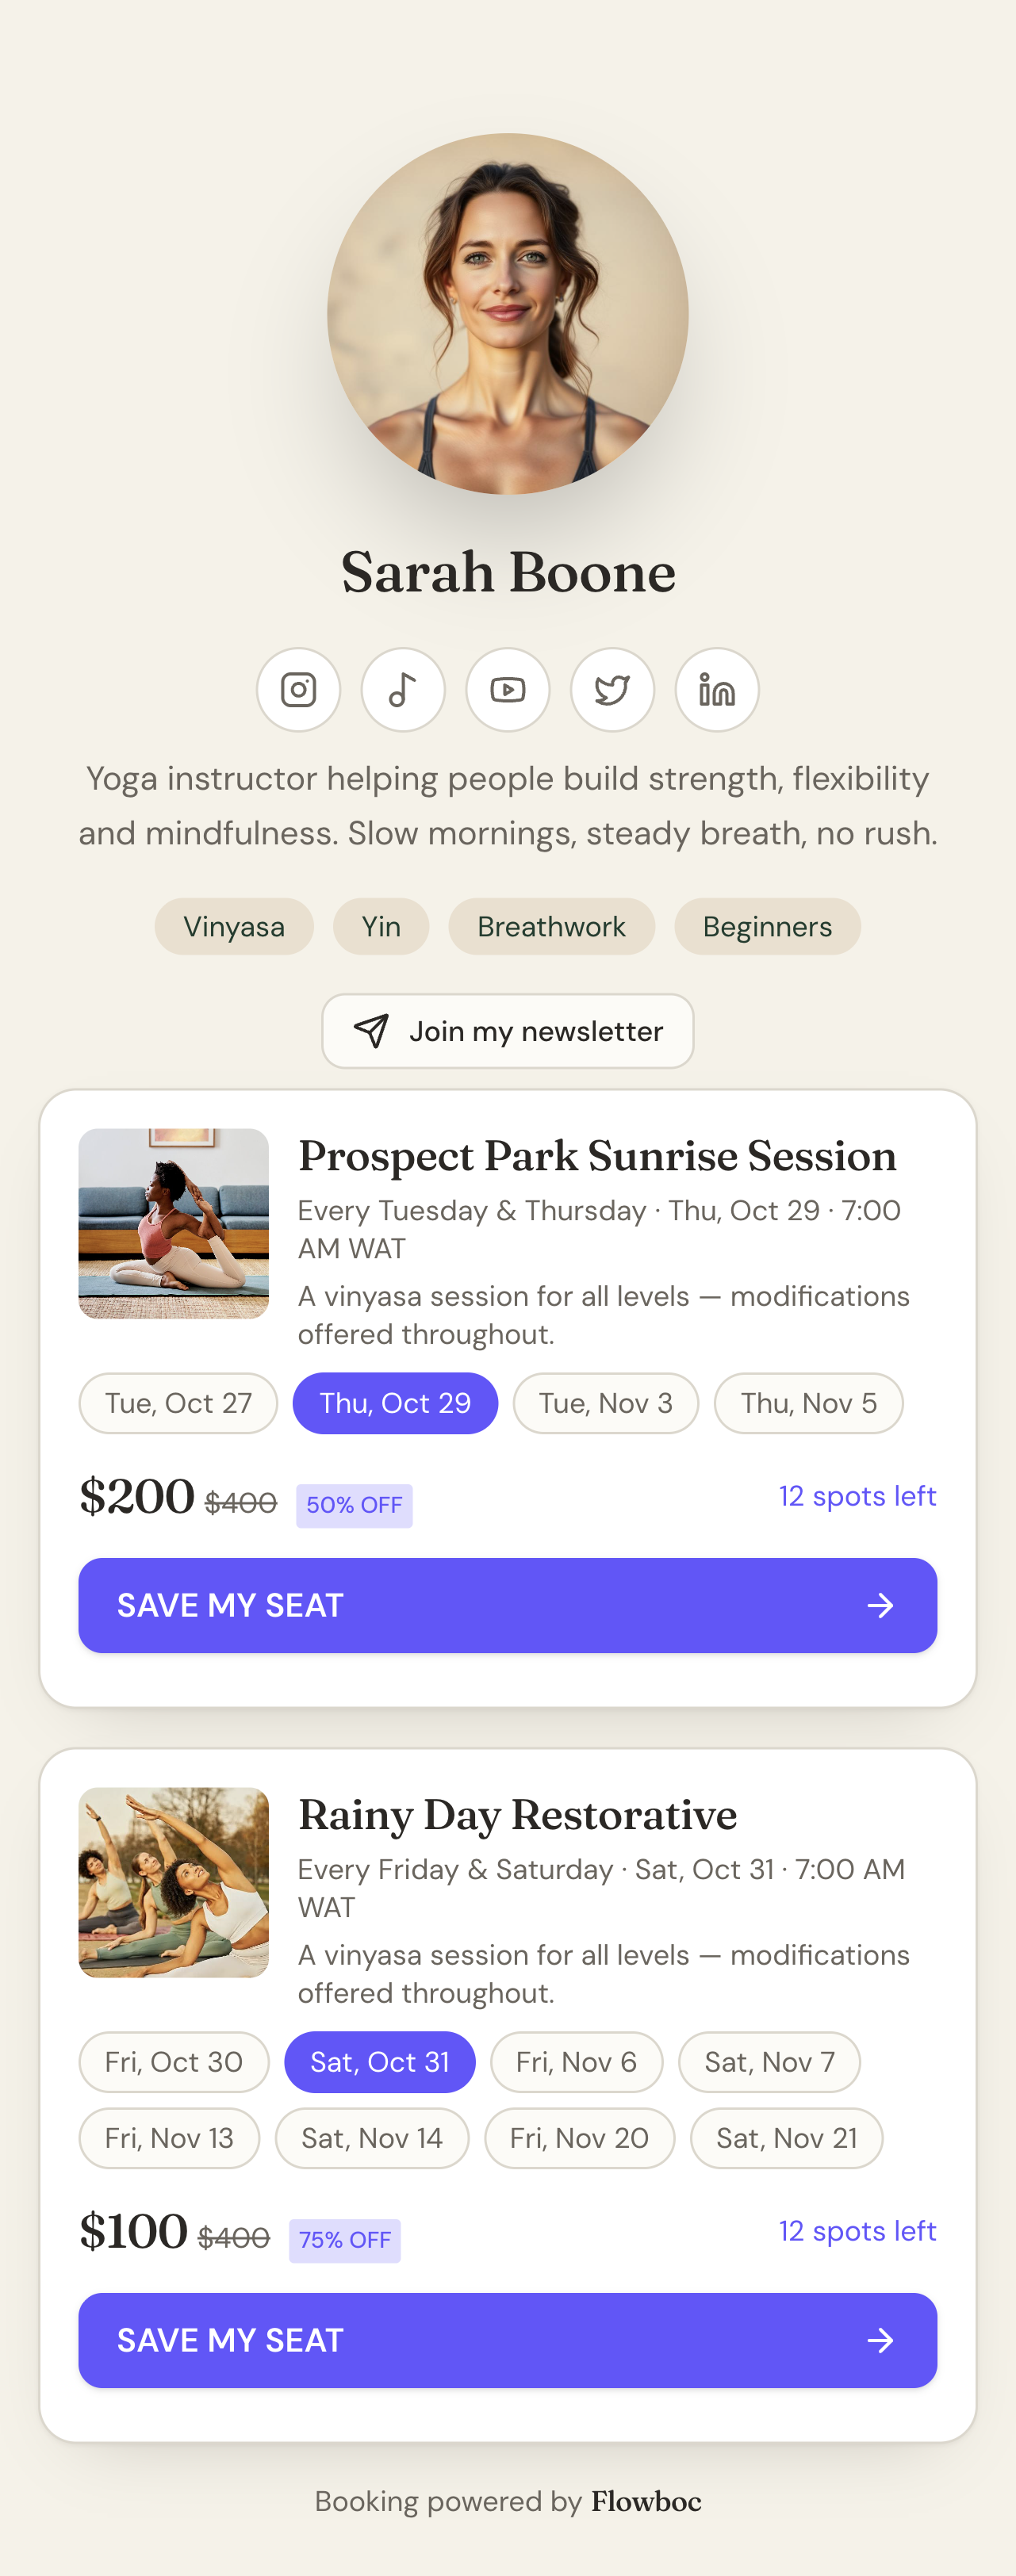 Sarah Boone
Yoga instructor helping people build strength, flexibility
and mindfulness. Slow mornings, steady breath, no rush.
Vinyasa Yin Breathwork Beginners
Join my newsletter
Prospect Park Sunrise Session
Every Tuesday & Thursday · Thu, Oct 29 · 7:00
AM WAT
A vinyasa session for all levels — modifications
offered throughout.
Tue, Oct 27 Thu, Oct 29 Tue, Nov 3 Thu, Nov 5
$200 $400 50% OFF 12 spots left
SAVE MY SEAT
Rainy Day Restorative
Every Friday & Saturday · Sat, Oct 31 · 7:00 AM
WAT
A vinyasa session for all levels — modifications
offered throughout.
Fri, Oct 30 Sat, Oct 31 Fri, Nov 6 Sat, Nov 7
Fri, Nov 13 Sat, Nov 14 Fri, Nov 20 Sat, Nov 21
$100 $400 75% OFF 12 spots left
SAVE MY SEAT
Booking powered by Flowboc